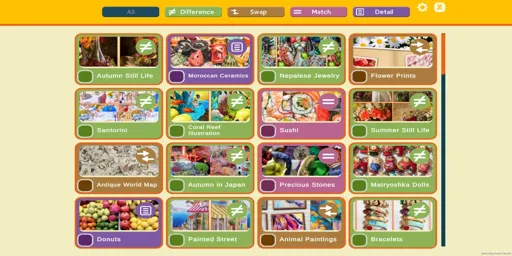 All
Difference
Swap
Match
Detail
Autumn Still Life
Moroccan Ceramics
Nepalese Jewelry
Flower Prints
Santorini
Coral Reef
Illustration
Sushi
Summer Still Life
Antique World Map
Autumn in Japan
Precious Stones
Matryoshka Dolls
Donuts
Painted Street
Animal Paintings
Bracelets